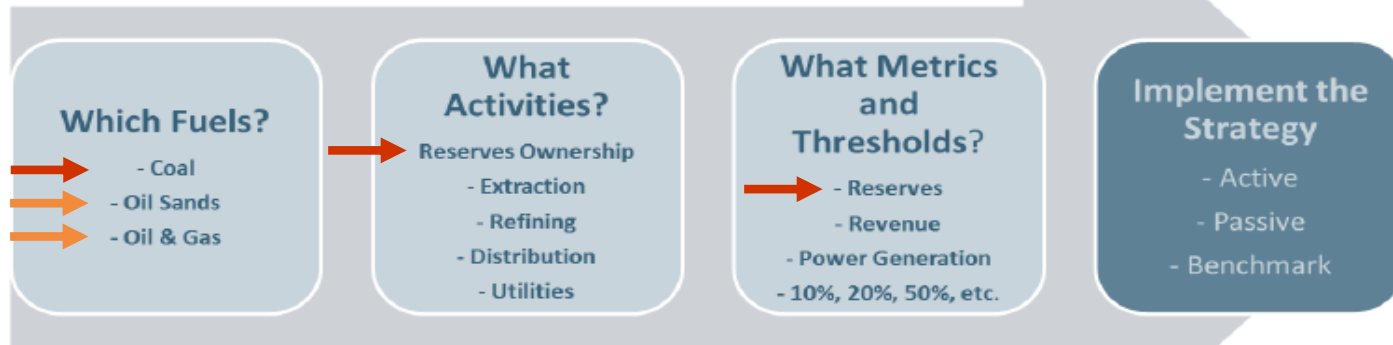 Which Fuels?
- Coal
- Oil Sands
- Oil & Gas
What
Activities?
Reserves Ownership
- Extraction
- Refining
- Distribution
- Utilities
What Metrics
and
Thresholds?
- Reserves
- Revenue
- Power Generation
- 10%, 20%, 50%, etc.
Implement the
Strategy
- Active
- Passive
- Benchmark